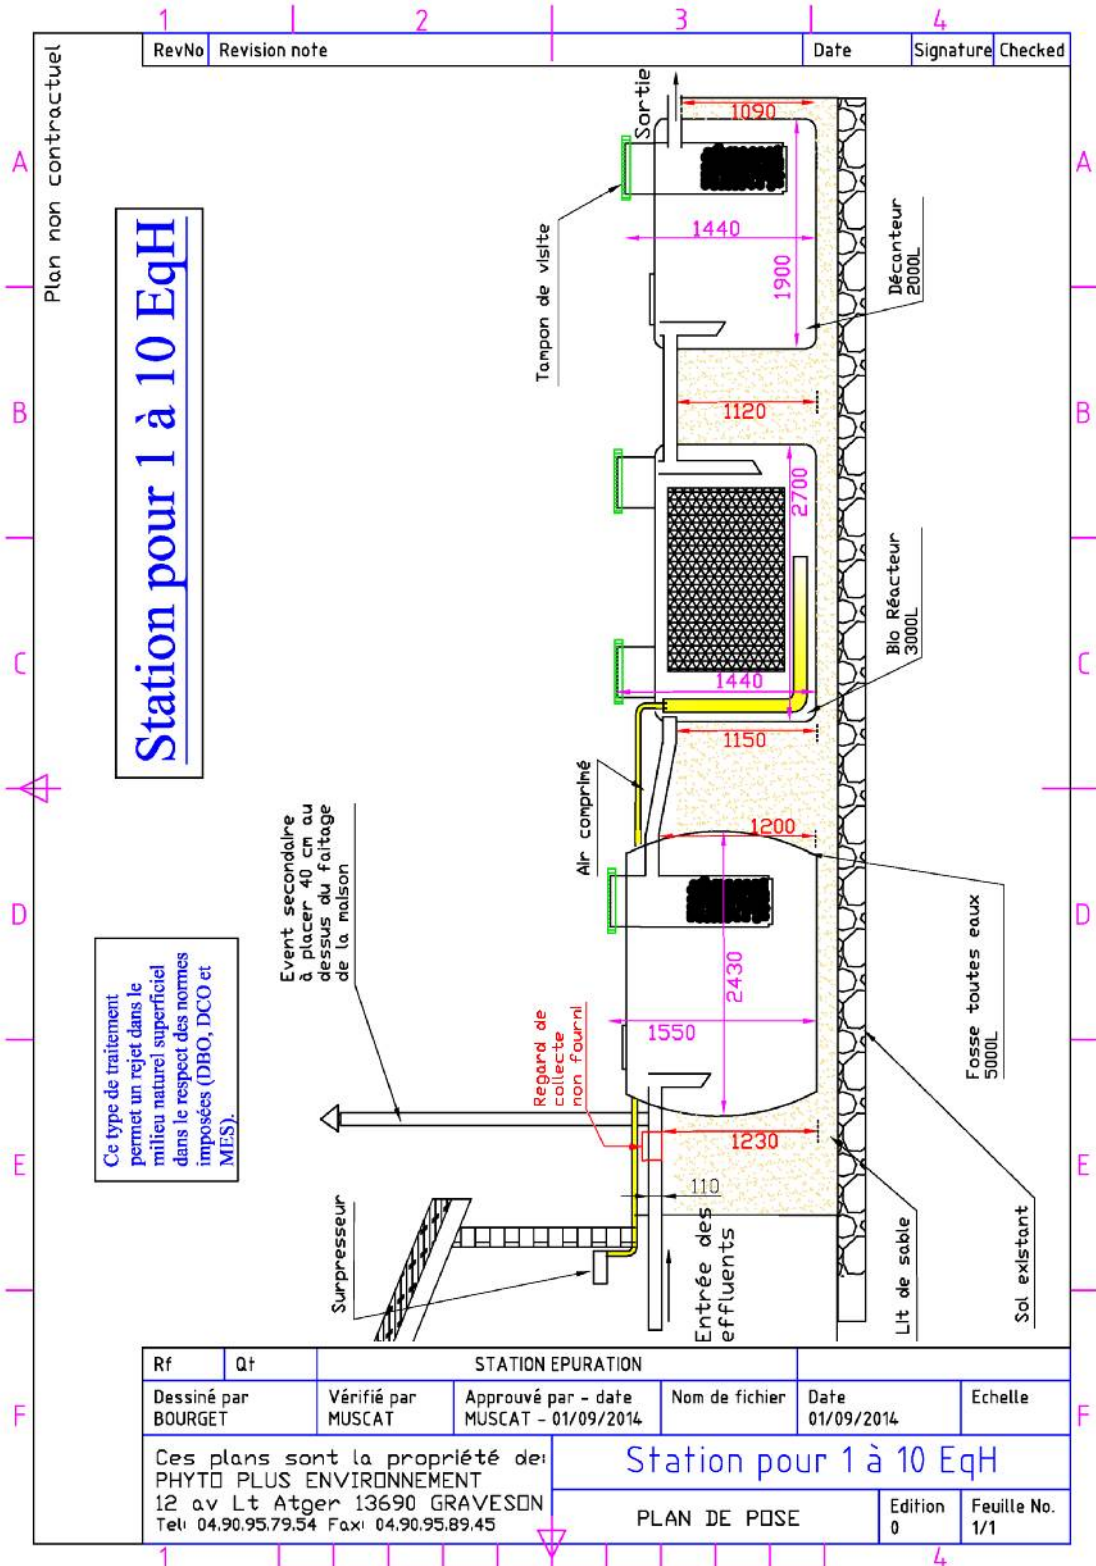 1
2
3
4
RevNo
Revision note
Date
Signature
Checked
Plan non contractuel
A
A
B
B
C
C
D
D
E
E
F
F
Station pour 1 à 10 EqH
Ce type de traitement
permet un rejet dans le
milieu naturel superficiel
dans le respect des normes
imposées (DBO, DCO et
MES).
Event secondaire
à placer 40 cm au
dessus du faîtage
de la maison
Surpresseur
Regard de
collecte
non fourni
Air comprimé
Tampon de visite
Sortie
Entrée des
effluents
110
1230
1550
2430
1200
1150
1440
2700
1120
1440
1900
1090
Lit de sable
Sol existant
Fosse toutes eaux
5000L
Bio Réacteur
3000L
Décanteur
2000L
Rf
Qt
STATION EPURATION
Dessiné par
BOURGET
Vérifié par
MUSCAT
Approuvé par - date
MUSCAT - 01/09/2014
Nom de fichier
Date
01/09/2014
Echelle
Ces plans sont la propriété de:
PHYTO PLUS ENVIRONNEMENT
12 av Lt Atger 13690 GRAVESON
Tel: 04.90.95.79.54 Fax: 04.90.95.89.45
Station pour 1 à 10 EqH
PLAN DE POSE
Edition
0
Feuille No.
1/1
1
4